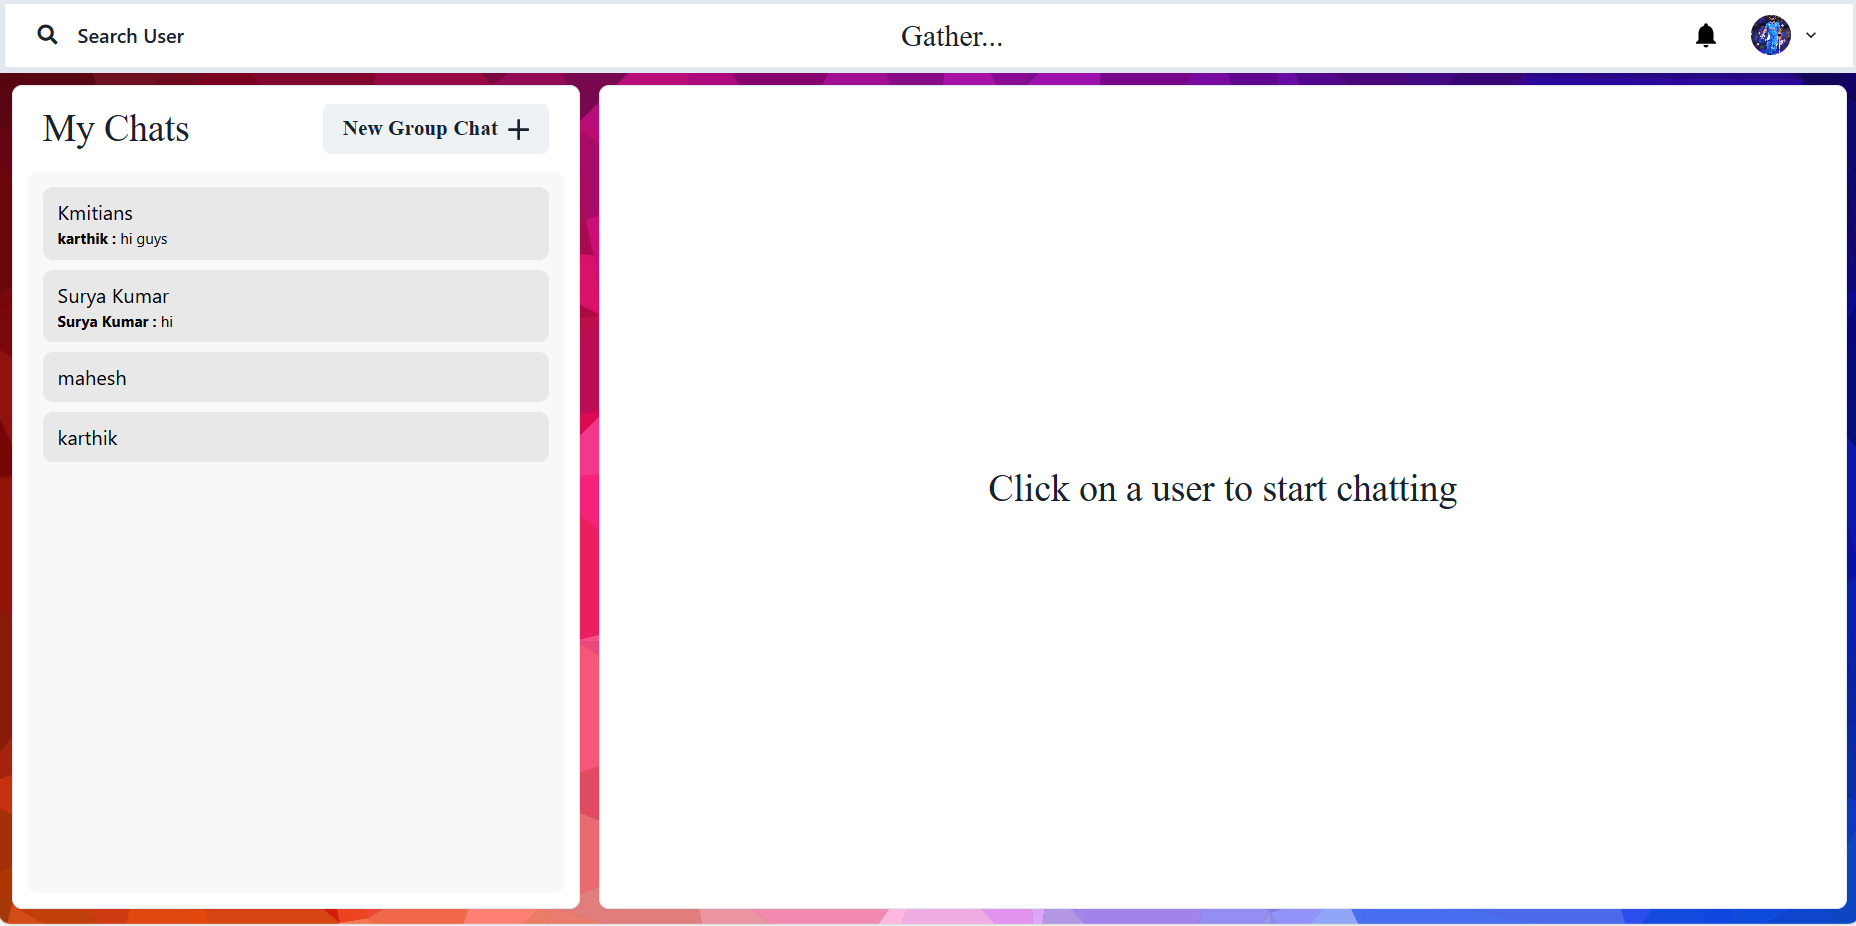 Search User
Gather...
My Chats
New Group Chat
Kmitians
karthik : hi guys
Surya Kumar
Surya Kumar : hi
mahesh
karthik
Click on a user to start chatting